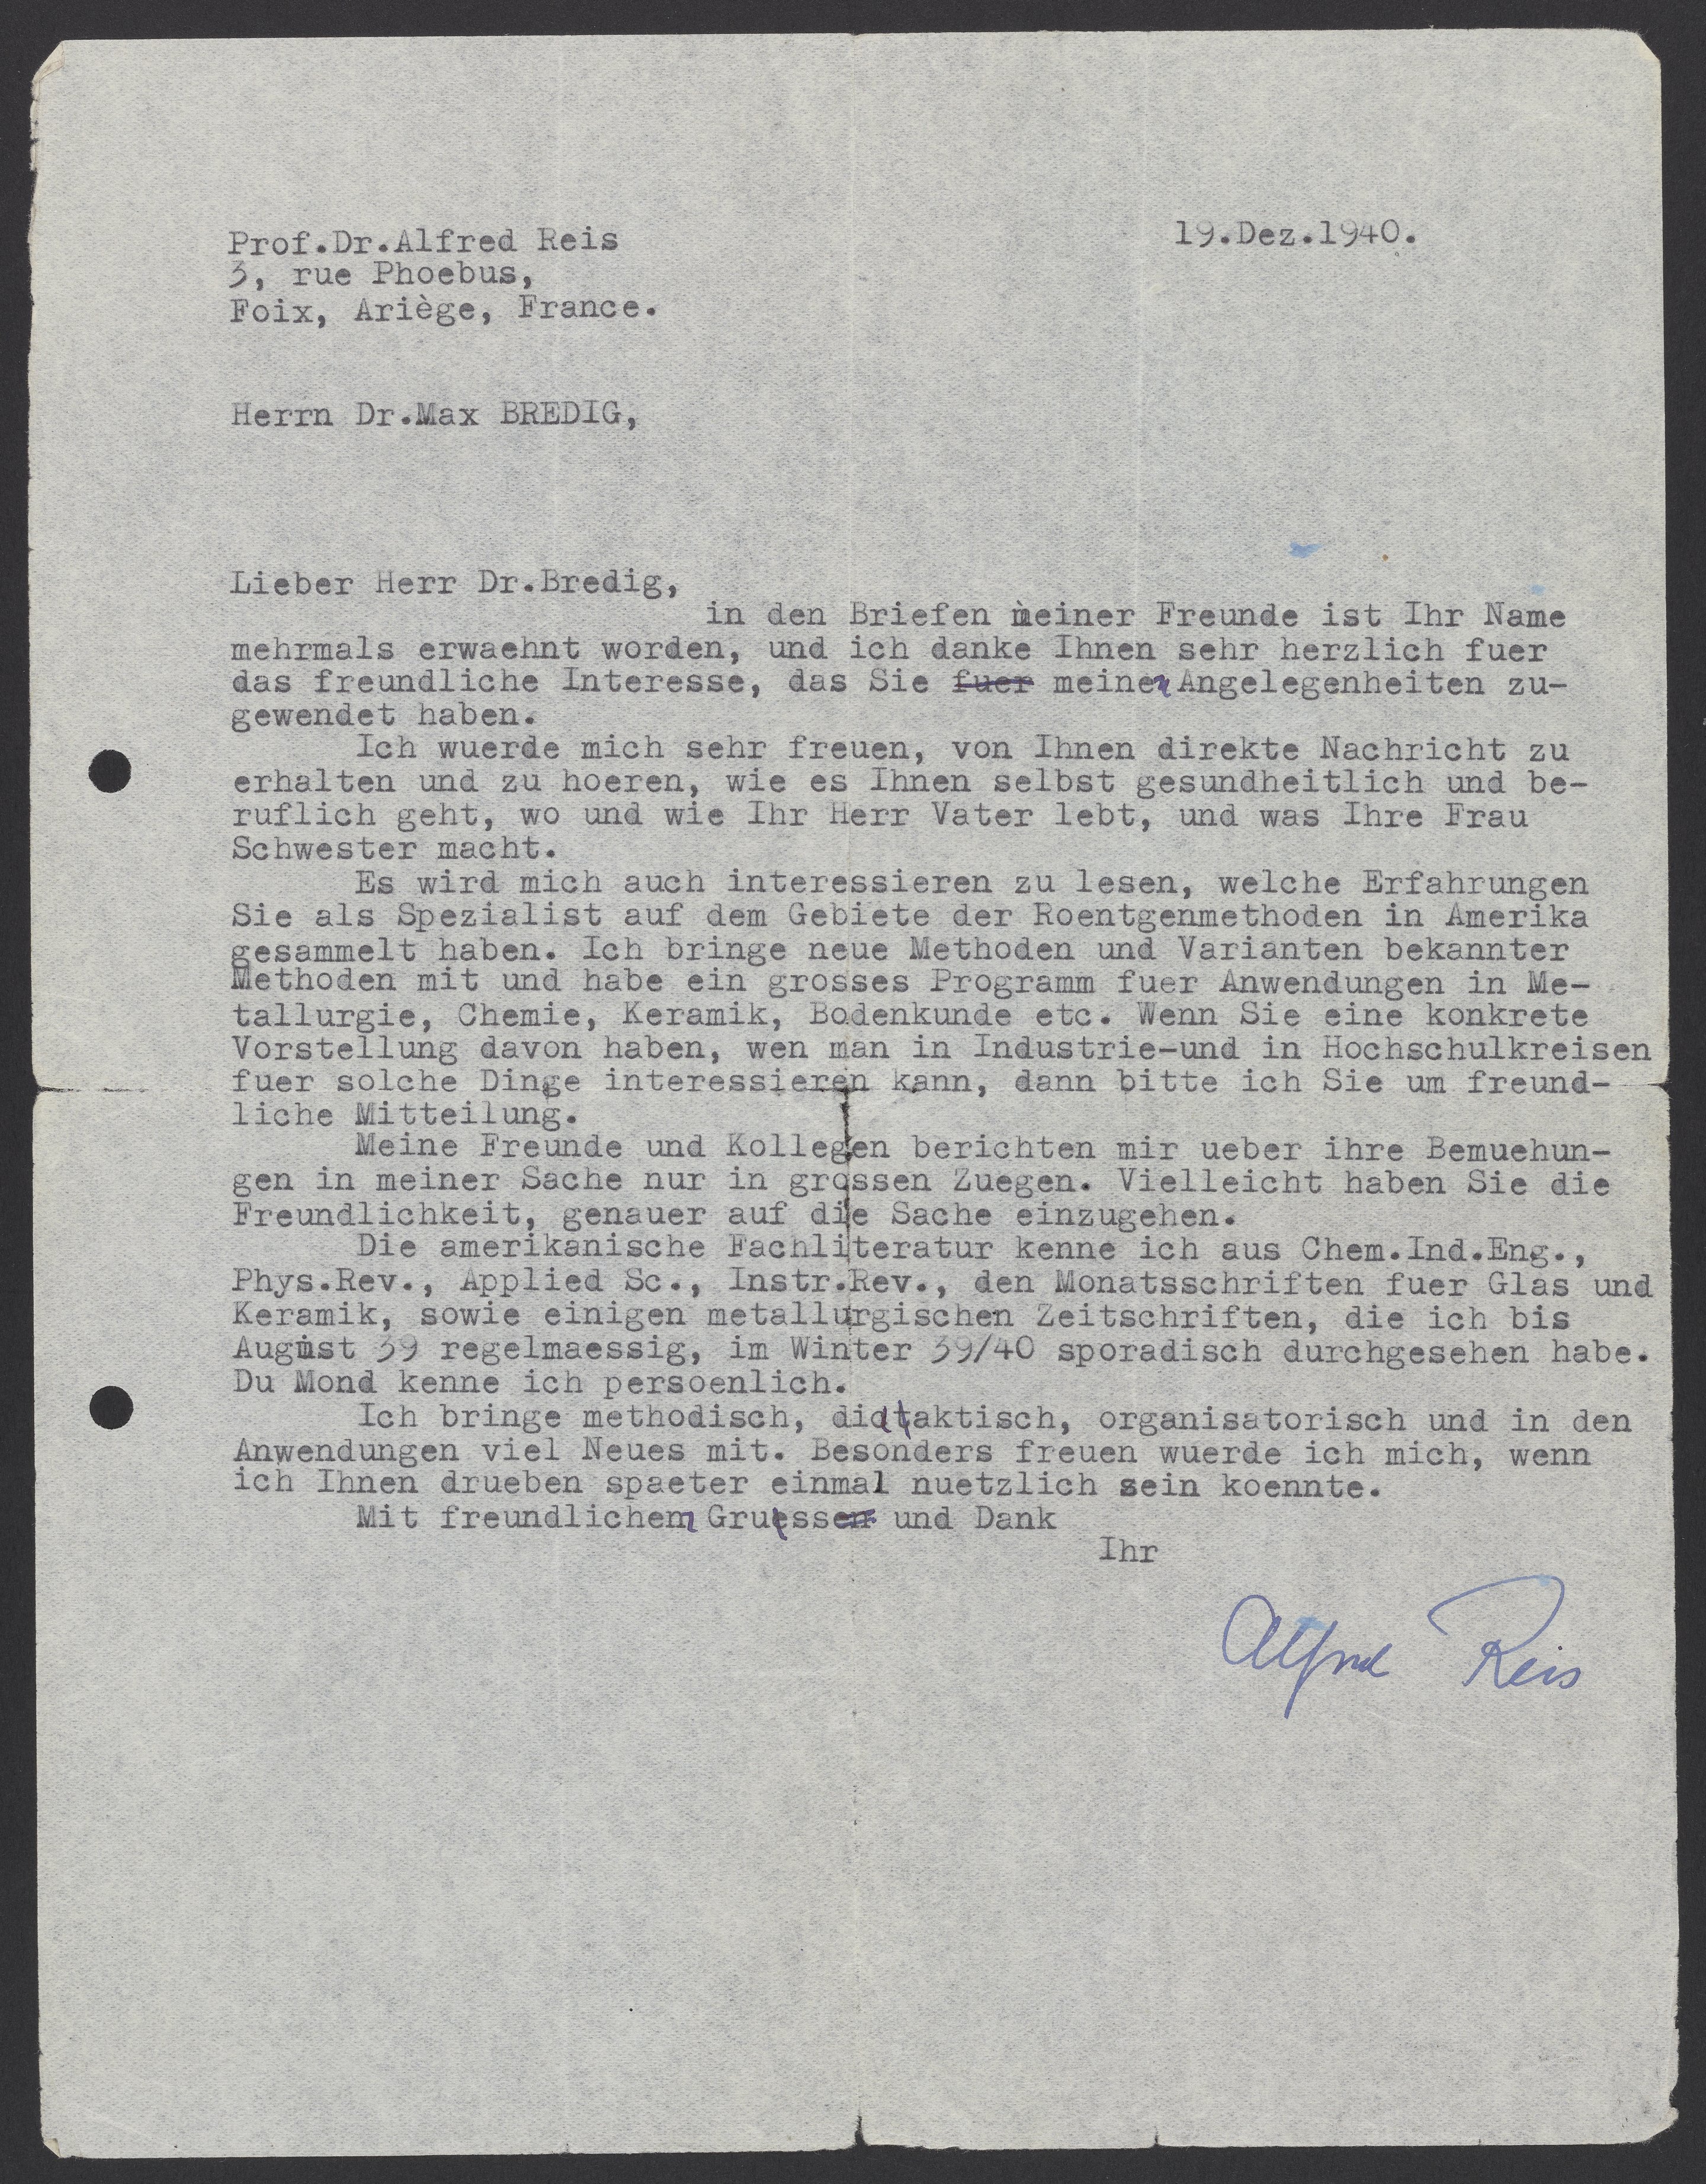 Prof.Dr.Alfred Reis
19.Dez.1940.
3, rue Phoebus,
Foix, Ariège, France.
Herrn Dr.Max BREDIG,
Lieber Herr Dr.Bredig,
in den Briefen meiner Freunde ist Ihr Name
mehrmals erwaehnt worden, und ich danke Ihnen sehr herzlich fuer
das freundliche Interesse, das Sie fuer meinen Angelegenheiten zu-
gewendet haben.
Ich wuerde mich sehr freuen, von Ihnen direkte Nachricht zu
erhalten und zu hoeren, wie es Ihnen selbst gesundheitlich und be-
ruflich geht, wo und wie Ihr Herr Vater lebt, und was Ihre Frau
Schwester macht.
Es wird mich auch interessieren zu lesen, welche Erfahrungen
Sie als Spezialist auf dem Gebiete der Roentgenmethoden in Amerika
gesammelt haben. Ich bringe neue Methoden und Varianten bekannter
Methoden mit und habe ein grosses Programm fuer Anwendungen in Me-
tallurgie, Chemie, Keramik, Bodenkunde etc. Wenn Sie eine konkrete
Vorstellung davon haben, wen man in Industrie-und in Hochschulkreisen
fuer solche Dinge interessieren kann, dann bitte ich Sie um freund-
liche Mitteilung.
Meine Freunde und Kollegen berichten mir ueber ihre Bemuehun-
gen in meiner Sache nur in grossen Zuegen. Vielleicht haben Sie die
Freundlichkeit, genauer auf die Sache einzugehen.
Die amerikanische Fachliteratur kenne ich aus Chem.Ind.Eng.,
Phys.Rev., Applied Sc., Instr.Rev., den Monatsschriften fuer Glas und
Keramik, sowie einigen metallurgischen Zeitschriften, die ich bis
August 39 regelmaessig, im Winter 39/40 sporadisch durchgesehen habe.
Du Mond kenne ich persoenlich.
Ich bringe methodisch, didaktisch, organisatorisch und in den
Anwendungen viel Neues mit. Besonders freuen wuerde ich mich, wenn
ich Ihnen drueben spaeter einmal nuetzlich sein koennte.
Mit freundlichem Gruessen und Dank
Ihr
Alfred Reis